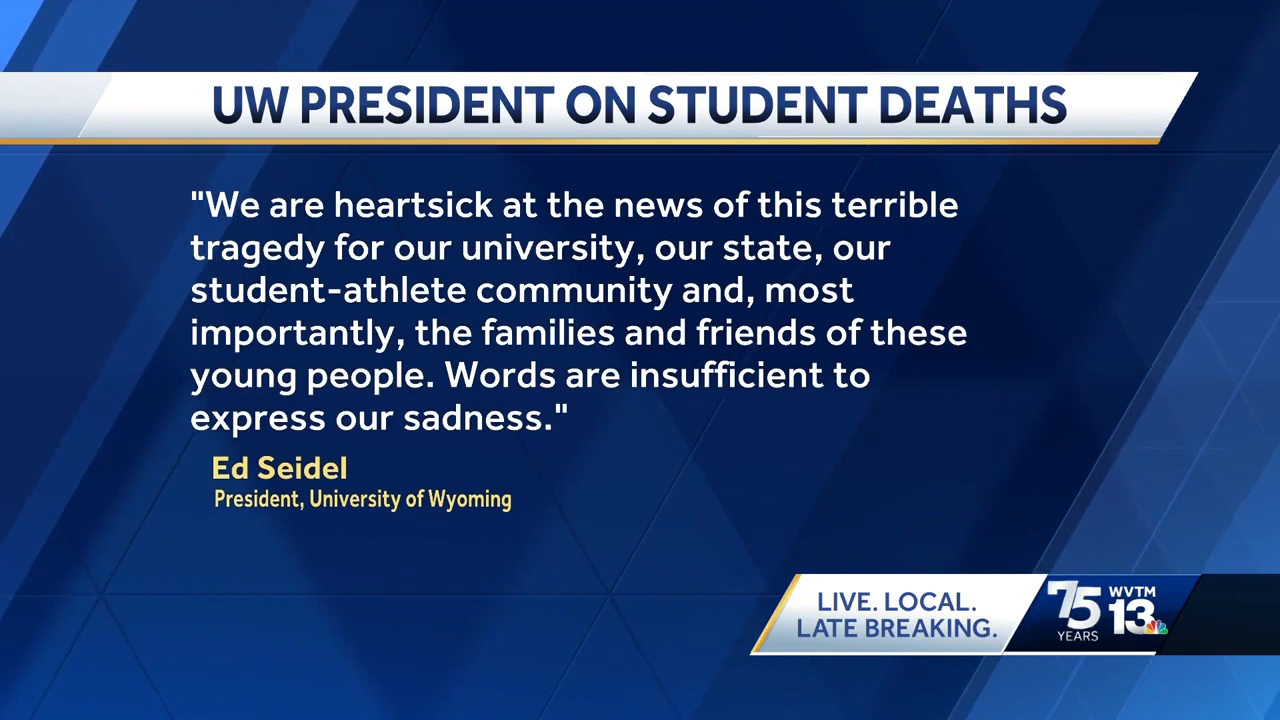 UW PRESIDENT ON STUDENT DEATHS
"We are heartsick at the news of this terrible
tragedy for our university, our state, our
student-athlete community and, most
importantly, the families and friends of these
young people. Words are insufficient to
express our sadness."
Ed Seidel
President, University of Wyoming
LIVE. LOCAL.
LATE BREAKING.
75
YEARS
WVTM
13